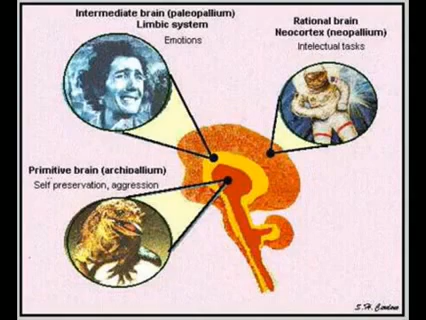 Intermediate brain (paleopallium)
Limbic system
Emotions
Rational brain
Neocortex (neopallium)
Intelectual tasks
Primitive brain (archipallium)
Self preservation, aggression